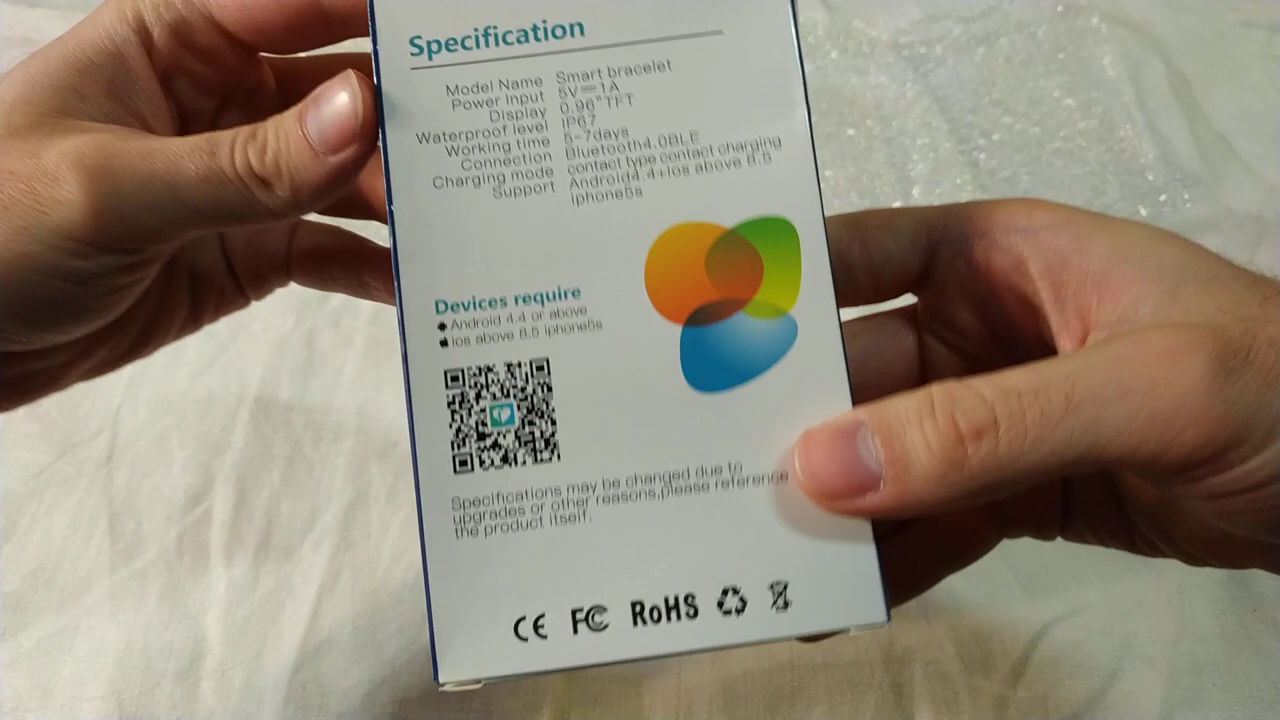 Specification
Model Name Smart bracelet
Power Input 5V⎓1A
Display 0.96"TFT
Waterproof level IP67
Working time 5-7days
Connection Bluetooth4.0BLE
Charging mode contact type contact charging
Support Android4.4+ios above 8.5
iphone5s
Devices require
Android 4.4 or above
ios above 8.5 iphone5s
Specifications may be changed due to
upgrades or other reasons,please reference
the product itself.
CE FC RoHS